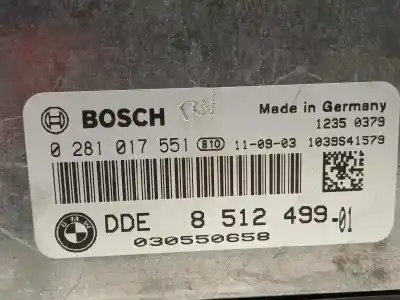 BOSCH
Made in Germany
1235 0379
0 281 017 551 B10 11-09-03 1039S41579
BMW DDE 8 512 499-01
030550658